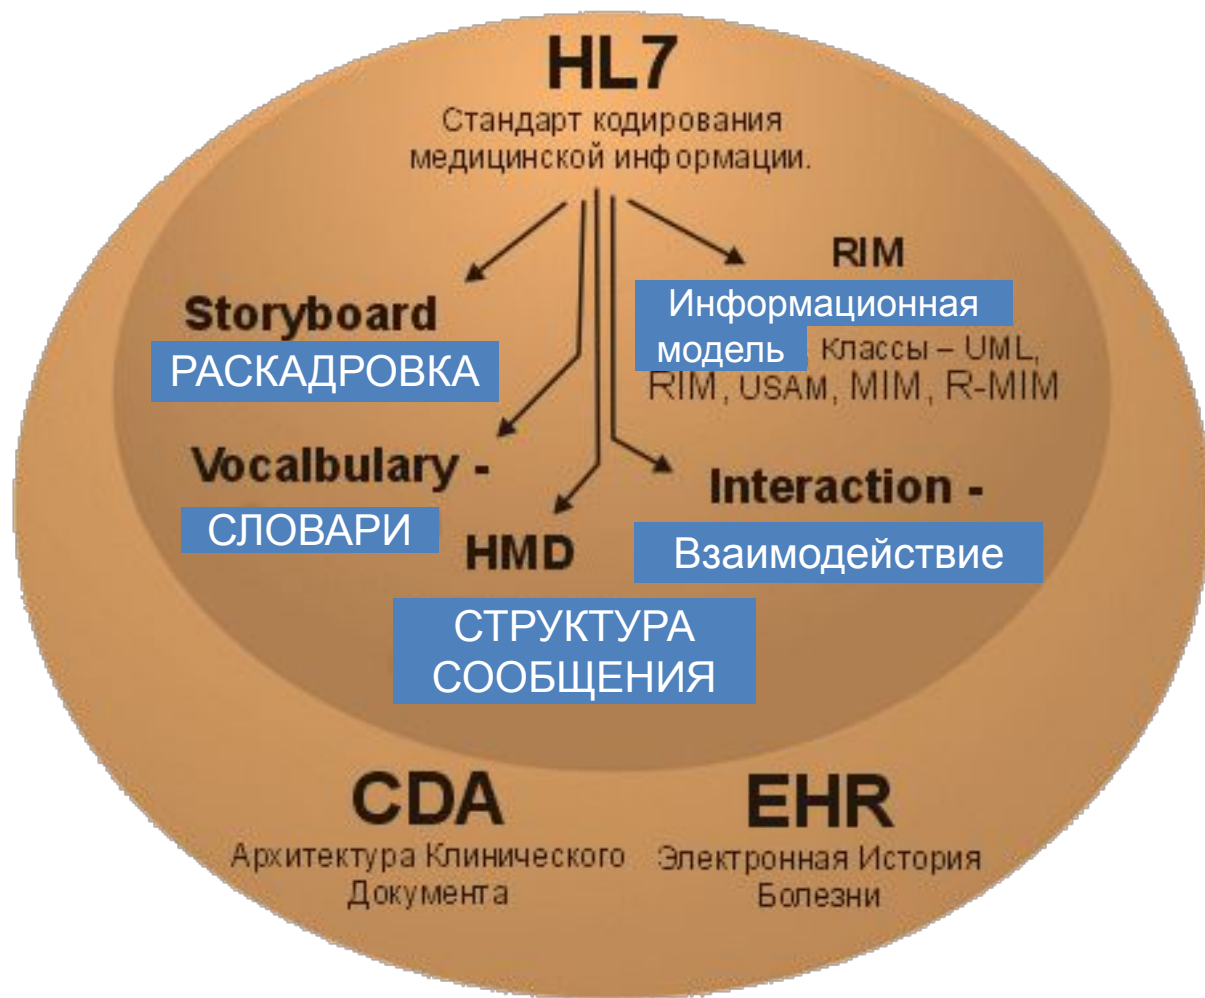 HL7
Стандарт кодирования
медицинской информации.
Storyboard
РАСКАДРОВКА
RIM
Информационная
модель Классы – UML,
RIM, USAM, MIM, R-MIM
Vocalbulary -
СЛОВАРИ
Interaction -
Взаимодействие
HMD
СТРУКТУРА
СООБЩЕНИЯ
CDA
Архитектура Клинического
Документа
EHR
Электронная История
Болезни